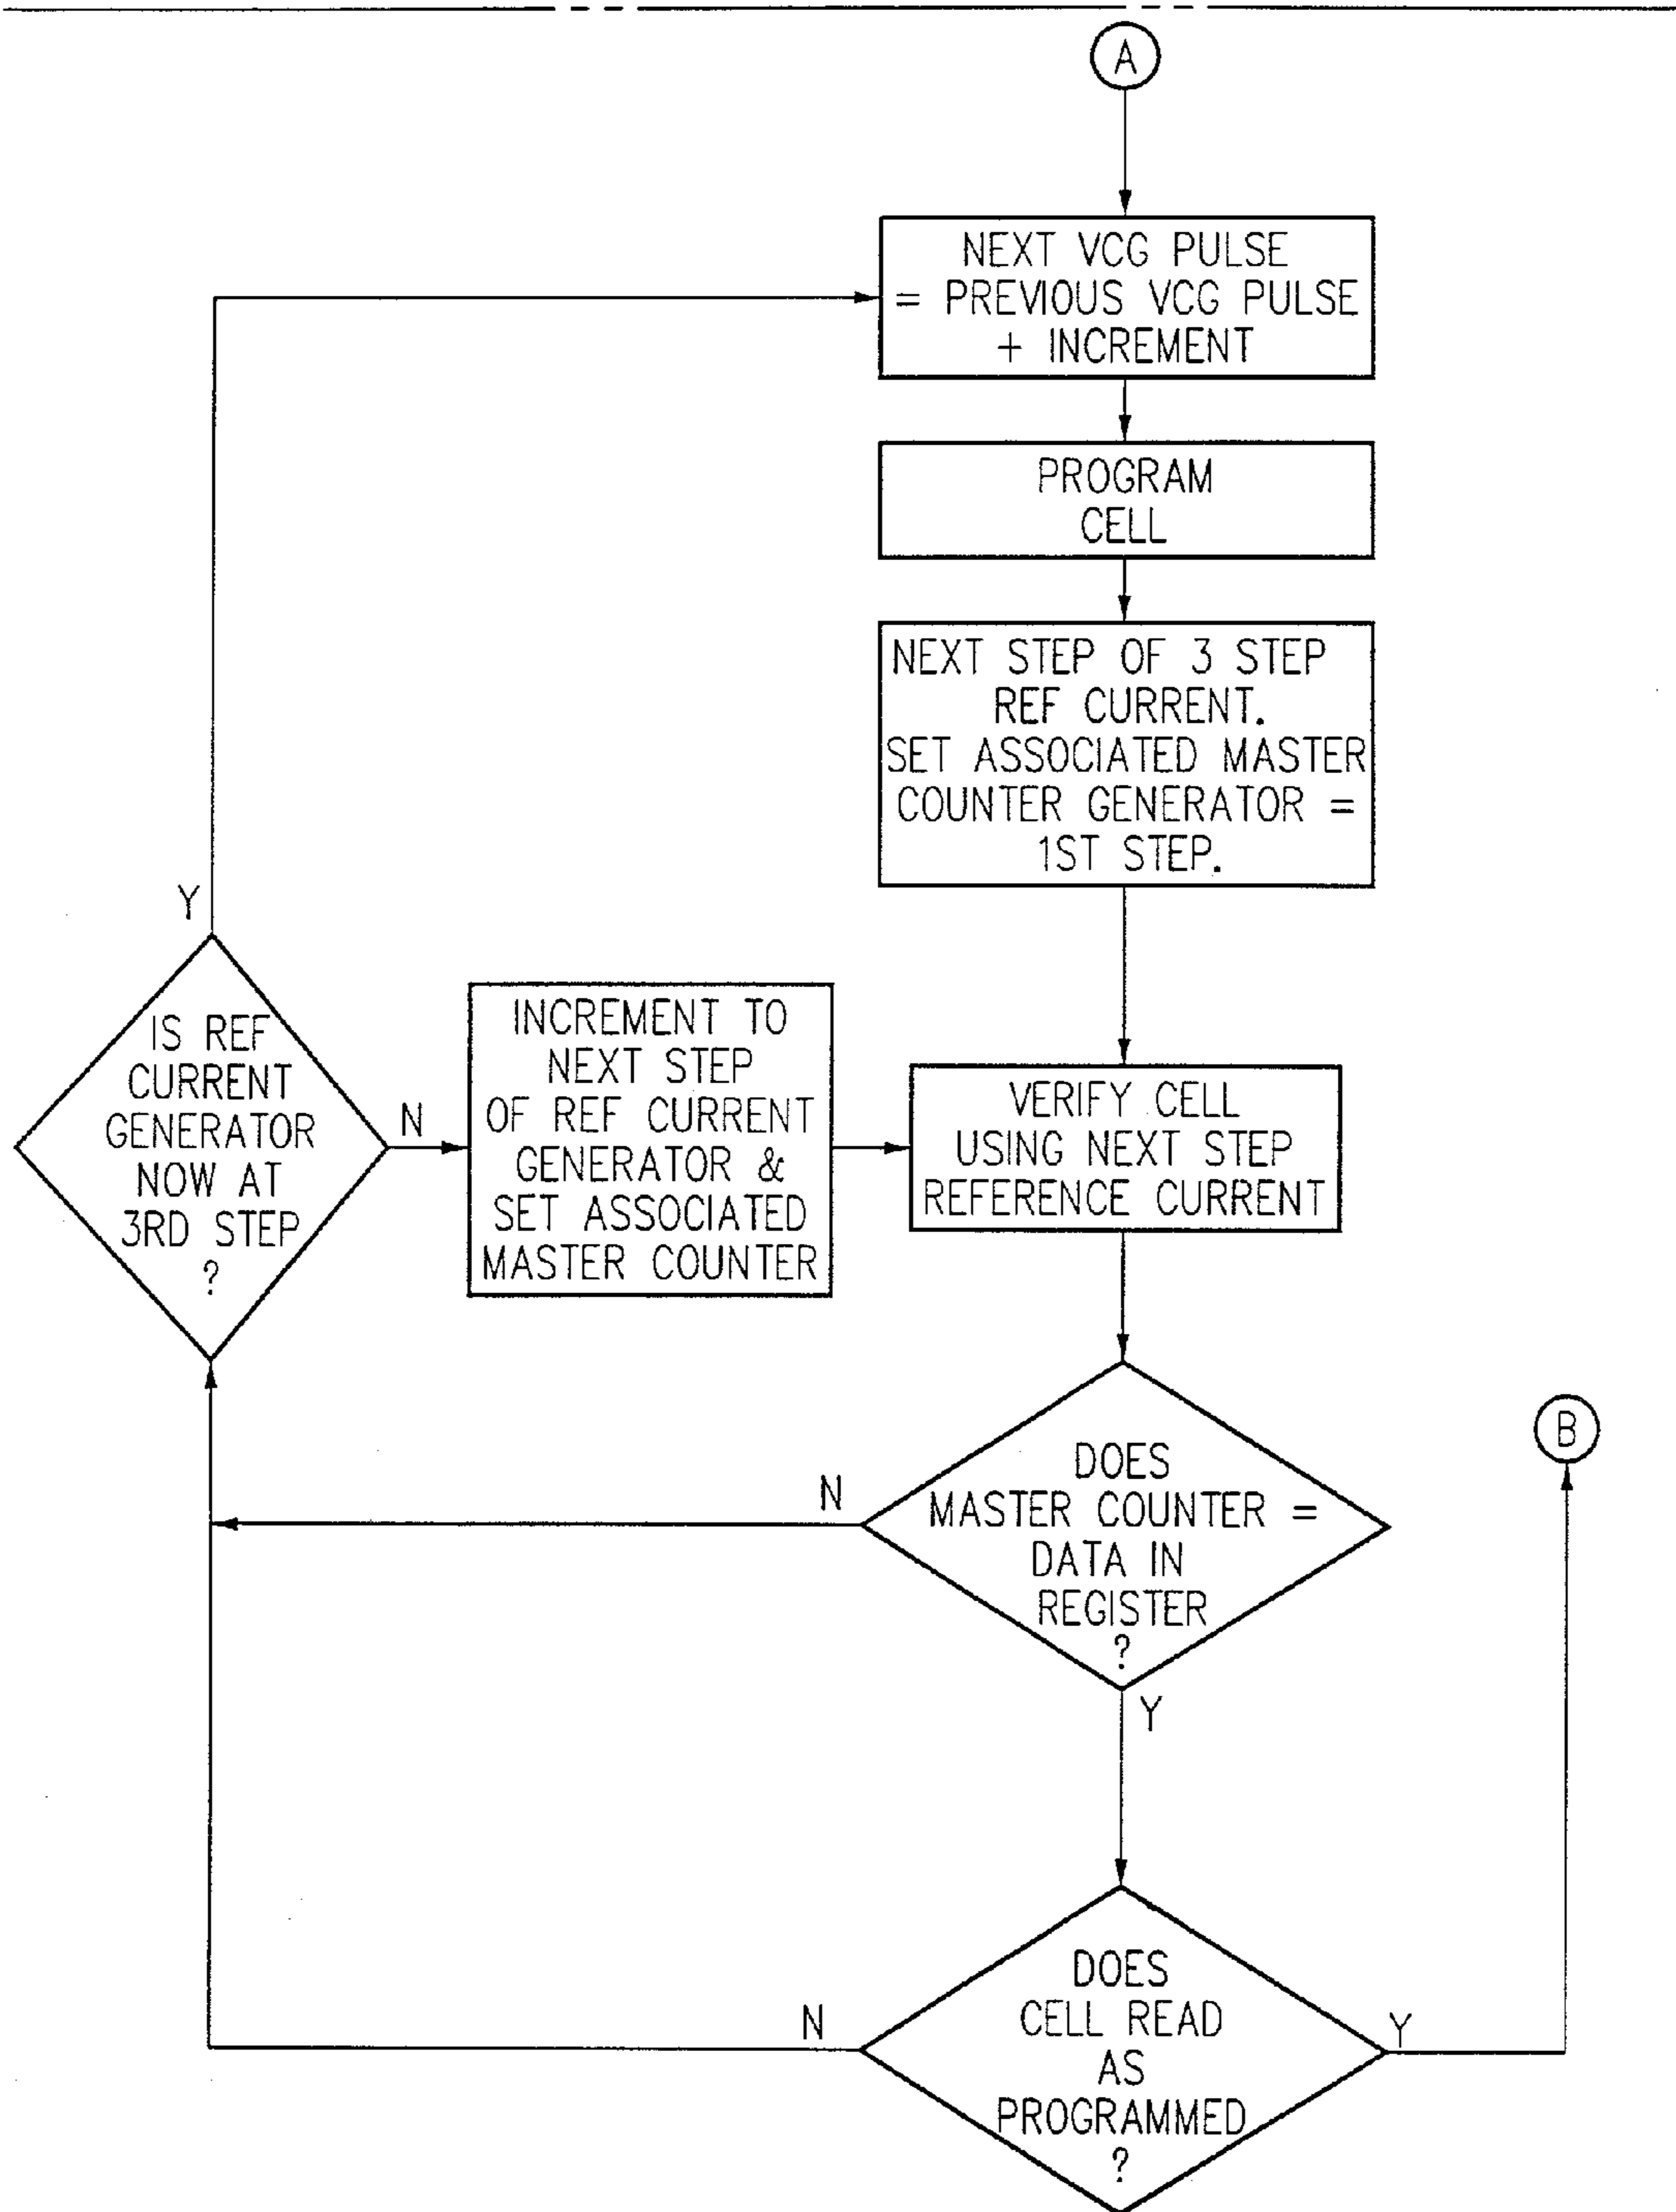 A
NEXT VCG PULSE
= PREVIOUS VCG PULSE
+ INCREMENT
PROGRAM
CELL
NEXT STEP OF 3 STEP
REF CURRENT.
SET ASSOCIATED MASTER
COUNTER GENERATOR =
1ST STEP.
Y
IS REF
CURRENT
GENERATOR
NOW AT
3RD STEP
?
N
INCREMENT TO
NEXT STEP
OF REF CURRENT
GENERATOR &
SET ASSOCIATED
MASTER COUNTER
VERIFY CELL
USING NEXT STEP
REFERENCE CURRENT
B
N
DOES
MASTER COUNTER =
DATA IN
REGISTER
?
Y
N
DOES
CELL READ
AS
PROGRAMMED
?
Y